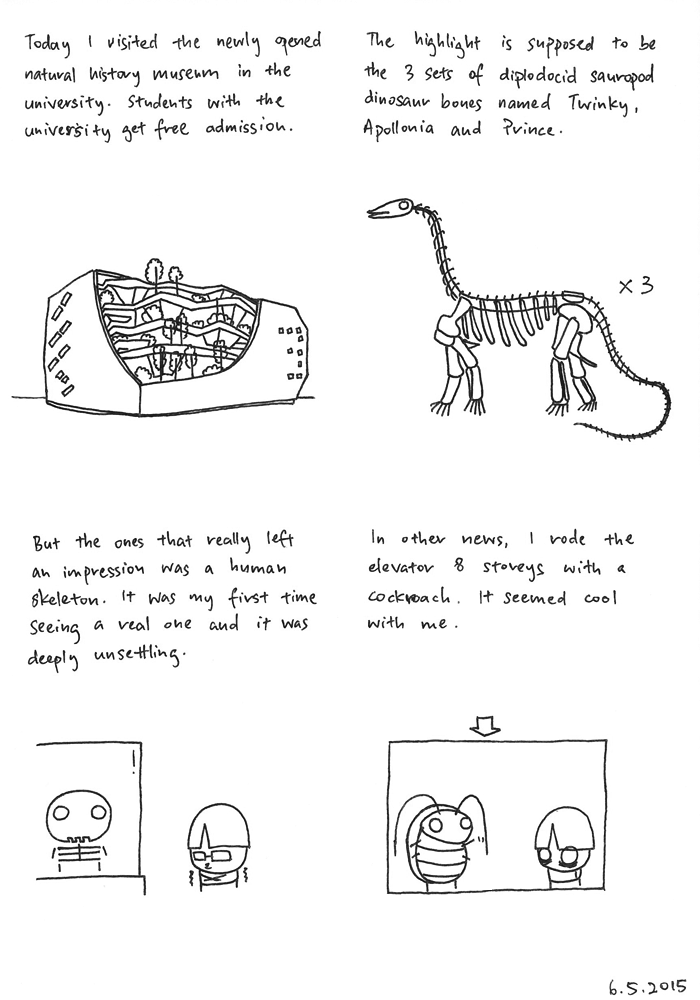 Today I visited the newly opened
natural history museum in the
university. Students with the
university get free admission.
The highlight is supposed to be
the 3 sets of diplodocid sauropod
dinosaur bones named Twinky,
Apollonia and Prince.
x 3
But the ones that really left
an impression was a human
skeleton. It was my first time
seeing a real one and it was
deeply unsettling.
!
In other news, I rode the
elevator 8 storeys with a
cockroach. It seemed cool
with me.
6.5.2015